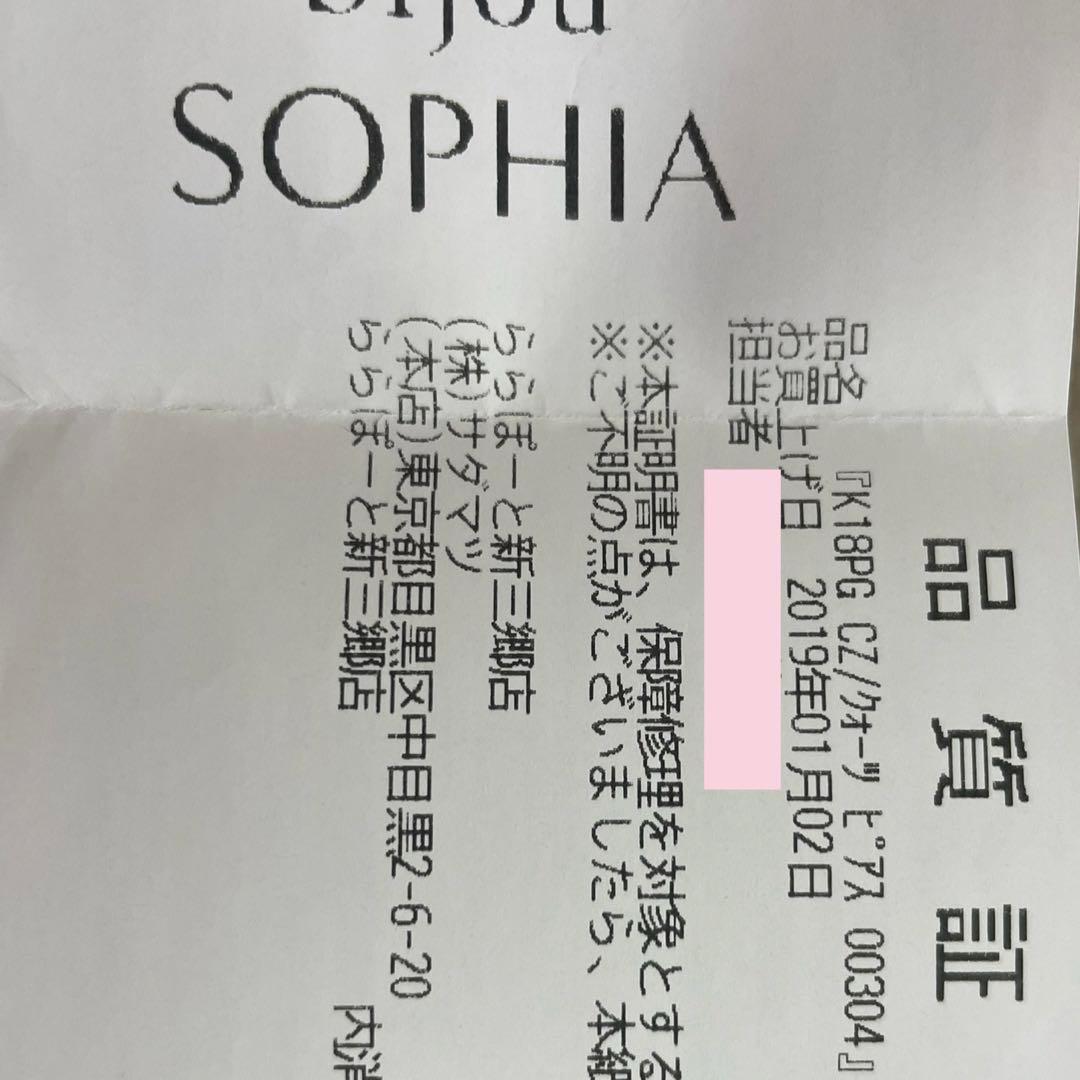 bijou
SOPHIA
品質証
品名 『K18PG CZ/ｸｫｰﾂ ﾋﾟｱｽ 00304』
お買上げ日 2019年01月02日
担当者
※本証明書は、保障修理を対象とする
※ご不明の点がございましたら、本紙
ららぽーと新三郷店
(株)サダマツ
(本店)東京都目黒区中目黒2-6-20
ららぽーと新三郷店
内消